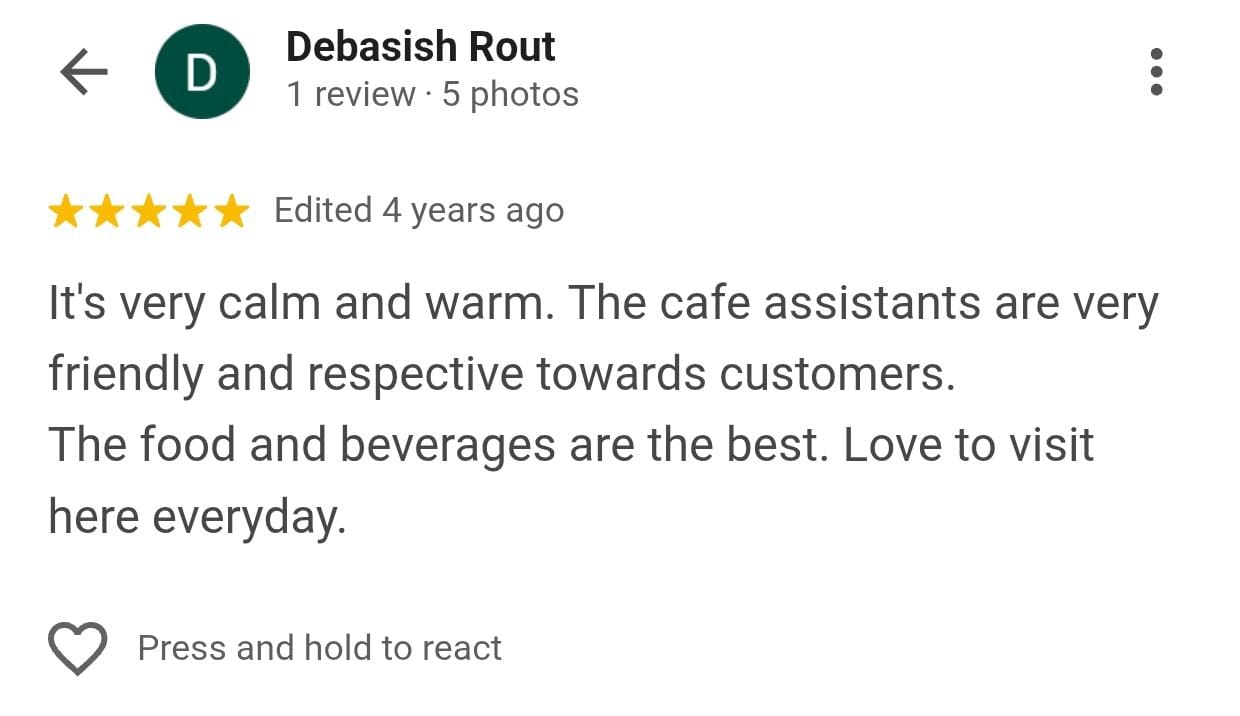 D
Debasish Rout
1 review · 5 photos
Edited 4 years ago
It's very calm and warm. The cafe assistants are very
friendly and respective towards customers.
The food and beverages are the best. Love to visit
here everyday.
Press and hold to react